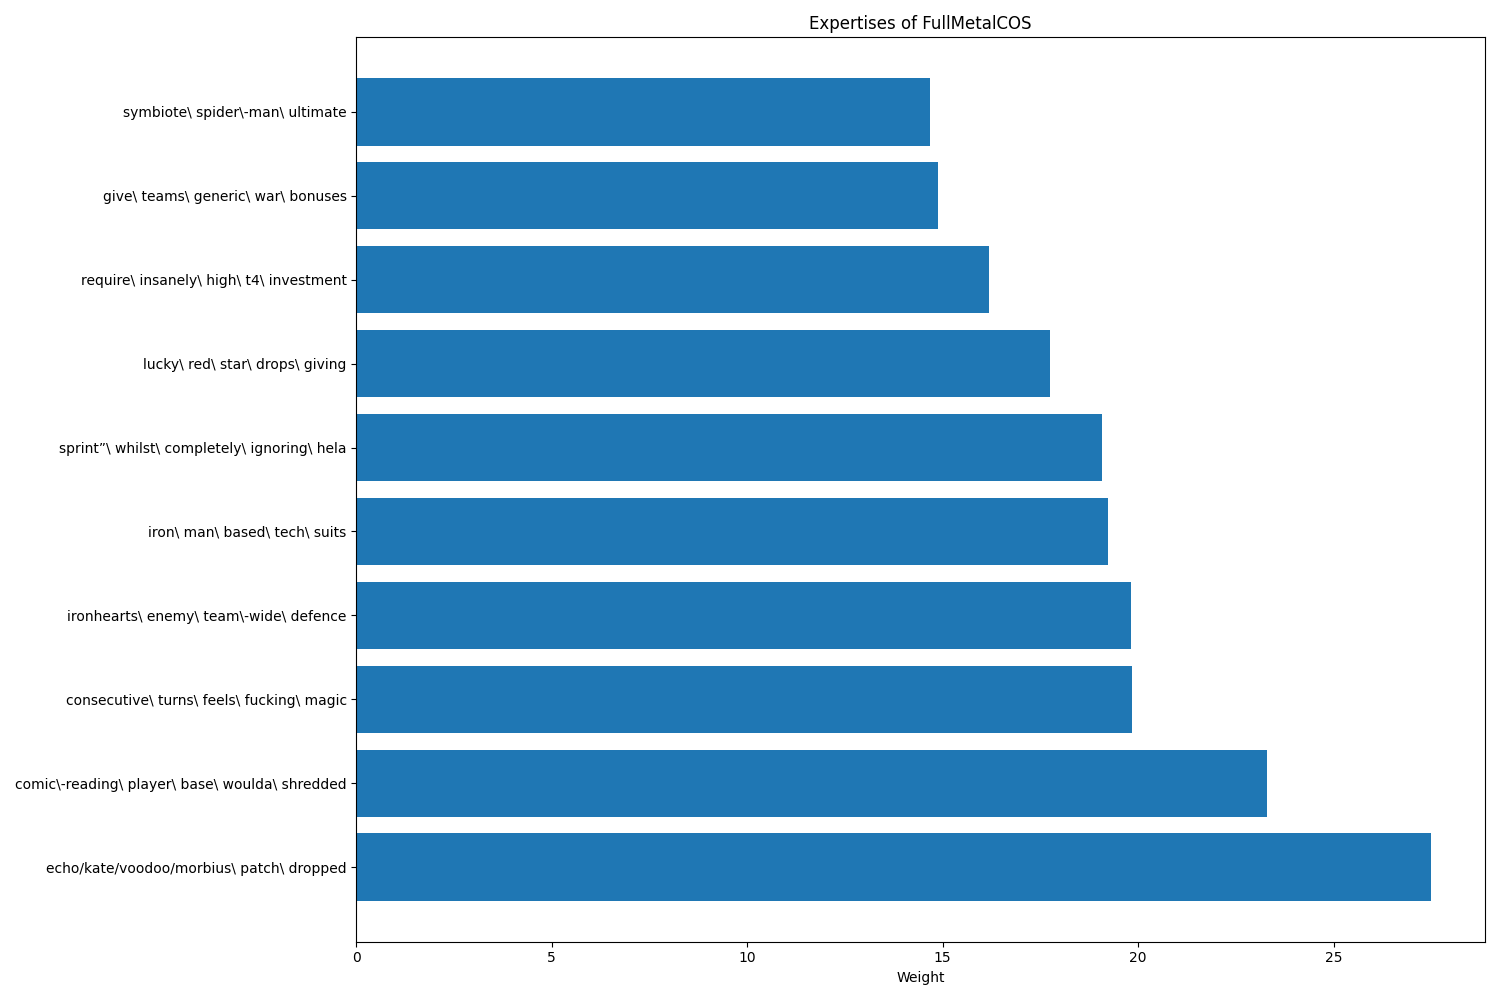 Expertises of FullMetalCOS
symbiote\ spider\-man\ ultimate
give\ teams\ generic\ war\ bonuses
require\ insanely\ high\ t4\ investment
lucky\ red\ star\ drops\ giving
sprint”\ whilst\ completely\ ignoring\ hela
iron\ man\ based\ tech\ suits
ironhearts\ enemy\ team\-wide\ defence
consecutive\ turns\ feels\ fucking\ magic
comic\-reading\ player\ base\ woulda\ shredded
echo/kate/voodoo/morbius\ patch\ dropped
0 5 10 15 20 25
Weight